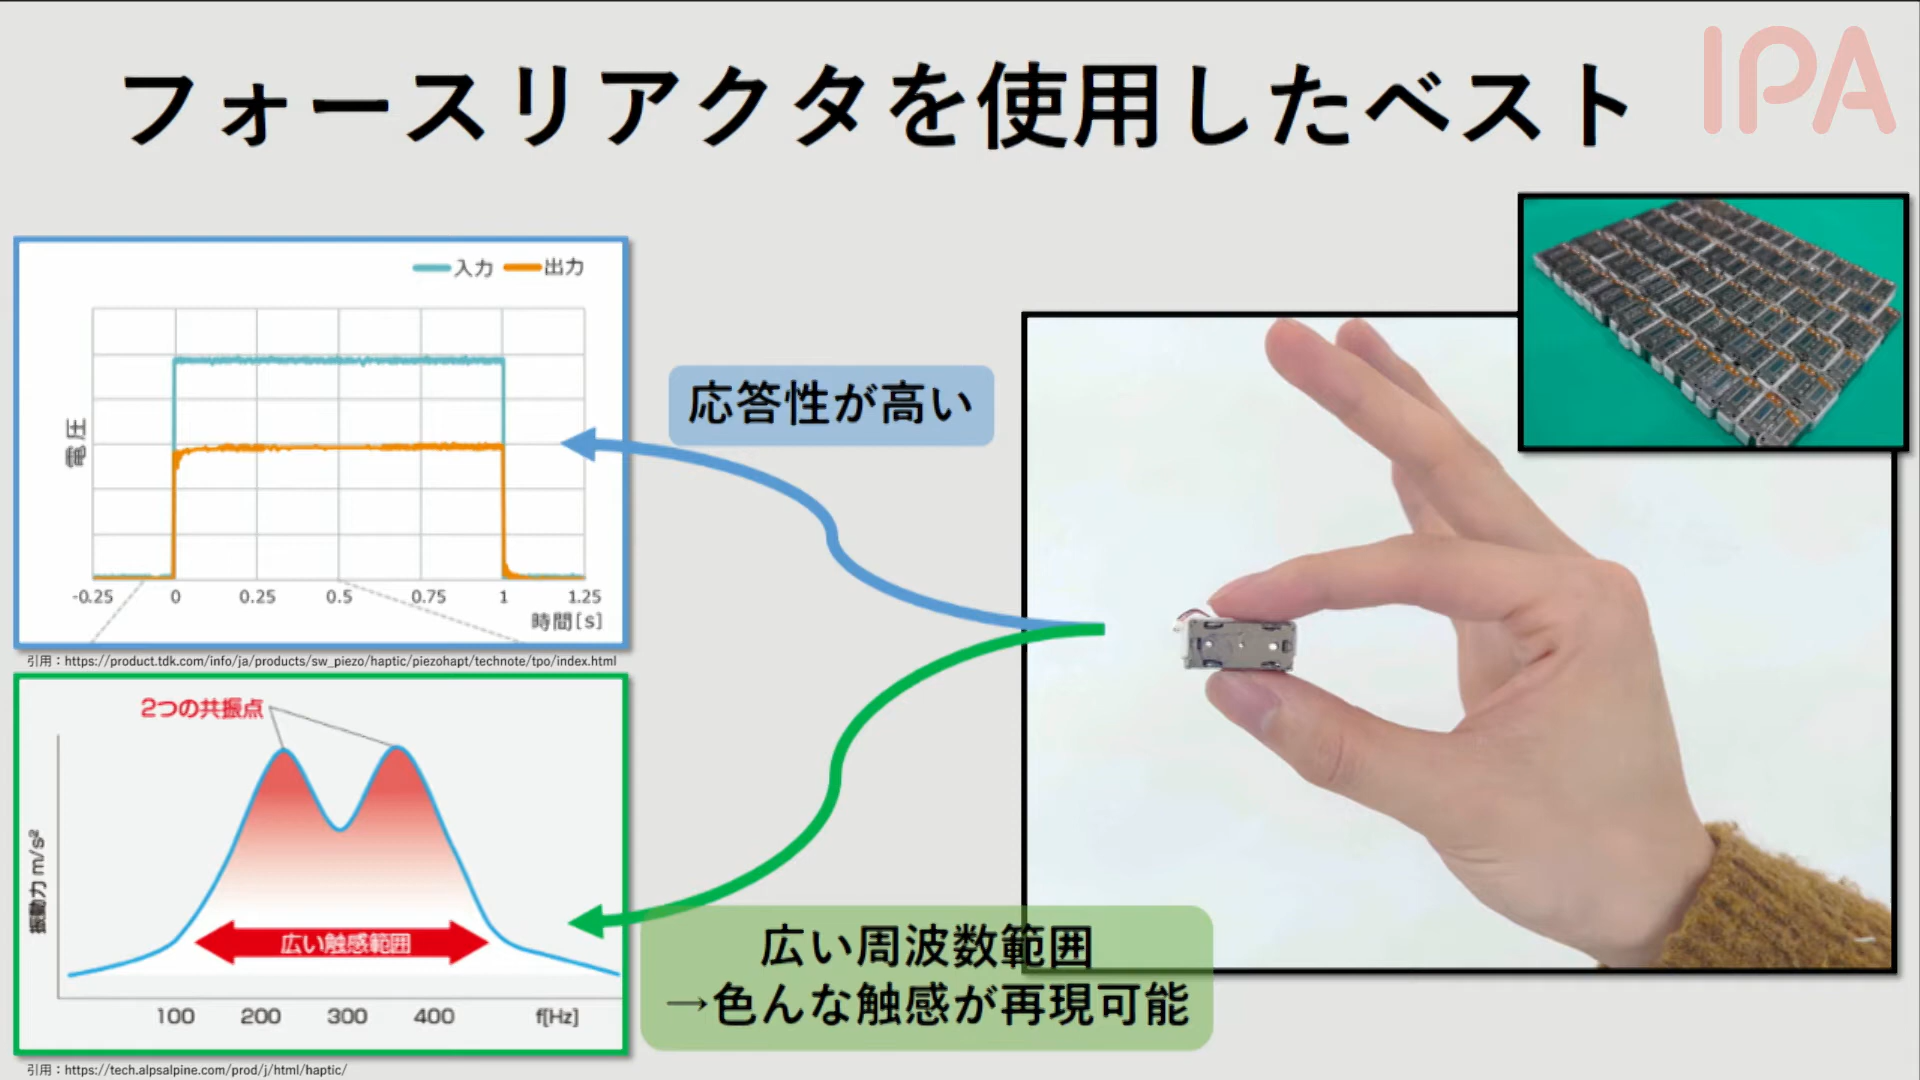 フォースリアクタを使用したベスト
IPA
入力 出力
電圧
-0.25 0 0.25 0.5 0.75 1 1.25
時間[s]
引用：https://product.tdk.com/info/ja/products/sw_piezo/haptic/piezohapt/technote/tpo/index.html
応答性が高い
2つの共振点
振動力 m/s²
広い触感範囲
100 200 300 400 f[Hz]
引用：https://tech.alpsalpine.com/prod/j/html/haptic/
広い周波数範囲
→色んな触感が再現可能